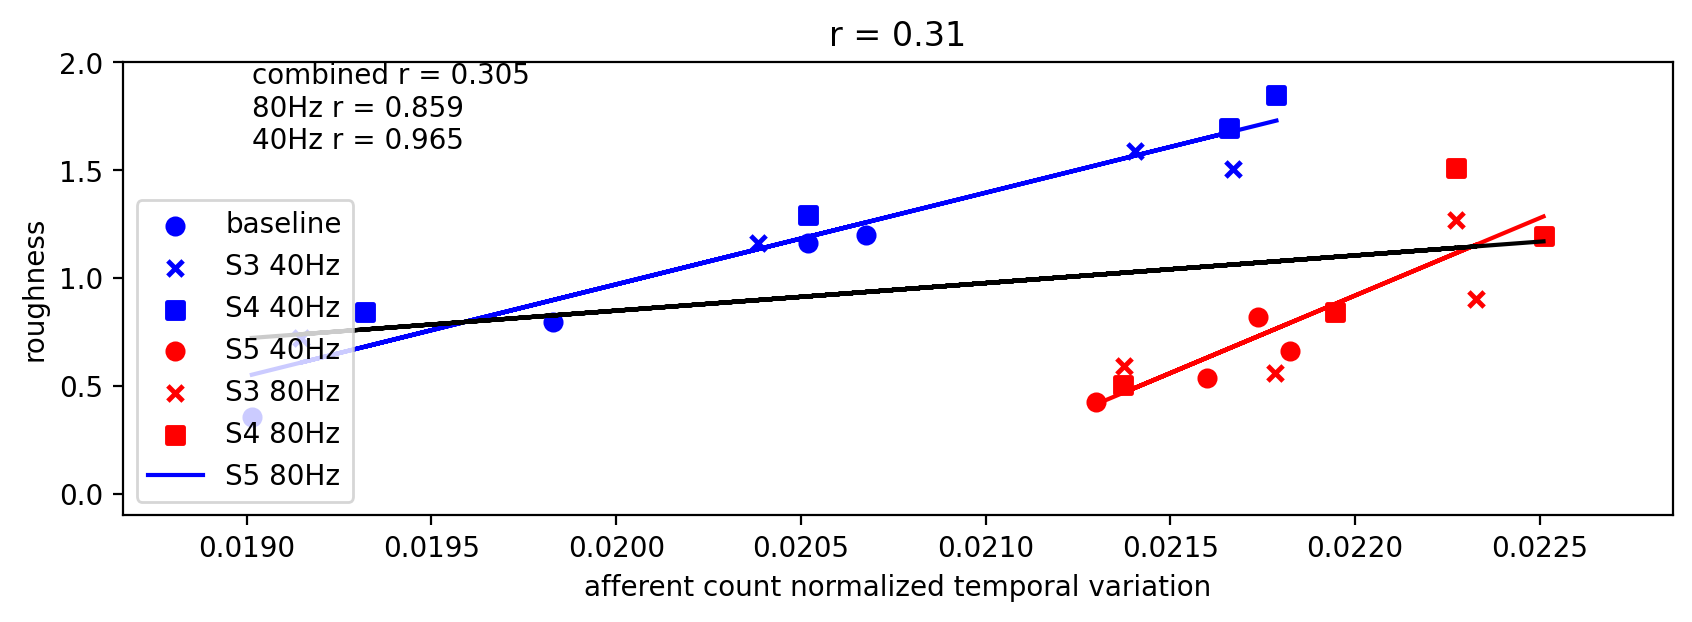 r = 0.31
combined r = 0.305
80Hz r = 0.859
40Hz r = 0.965
2.0
1.5
1.0
0.5
0.0
roughness
baseline
S3 40Hz
S4 40Hz
S5 40Hz
S3 80Hz
S4 80Hz
S5 80Hz
0.0190 0.0195 0.0200 0.0205 0.0210 0.0215 0.0220 0.0225
afferent count normalized temporal variation